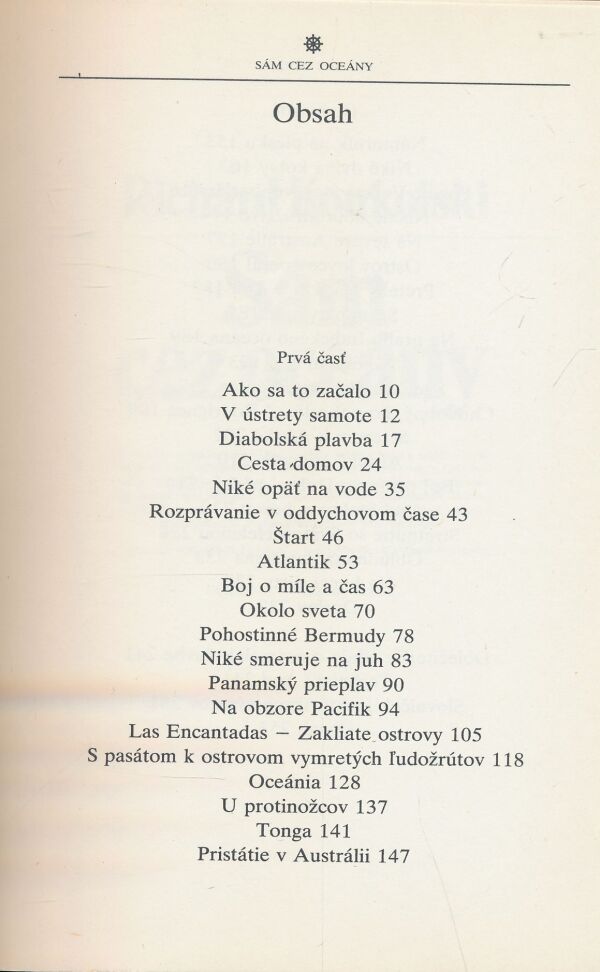 SÁM CEZ OCEÁNY
Obsah
Prvá časť
Ako sa to začalo 10
V ústrety samote 12
Diabolská plavba 17
Cesta domov 24
Niké opäť na vode 35
Rozprávanie v oddychovom čase 43
Štart 46
Atlantik 53
Boj o míle a čas 63
Okolo sveta 70
Pohostinné Bermudy 78
Niké smeruje na juh 83
Panamský prieplav 90
Na obzore Pacifik 94
Las Encantadas — Zakliate ostrovy 105
S pasátom k ostrovom vymretých ľudožrútov 118
Oceánia 128
U protinožcov 137
Tonga 141
Pristátie v Austrálii 147